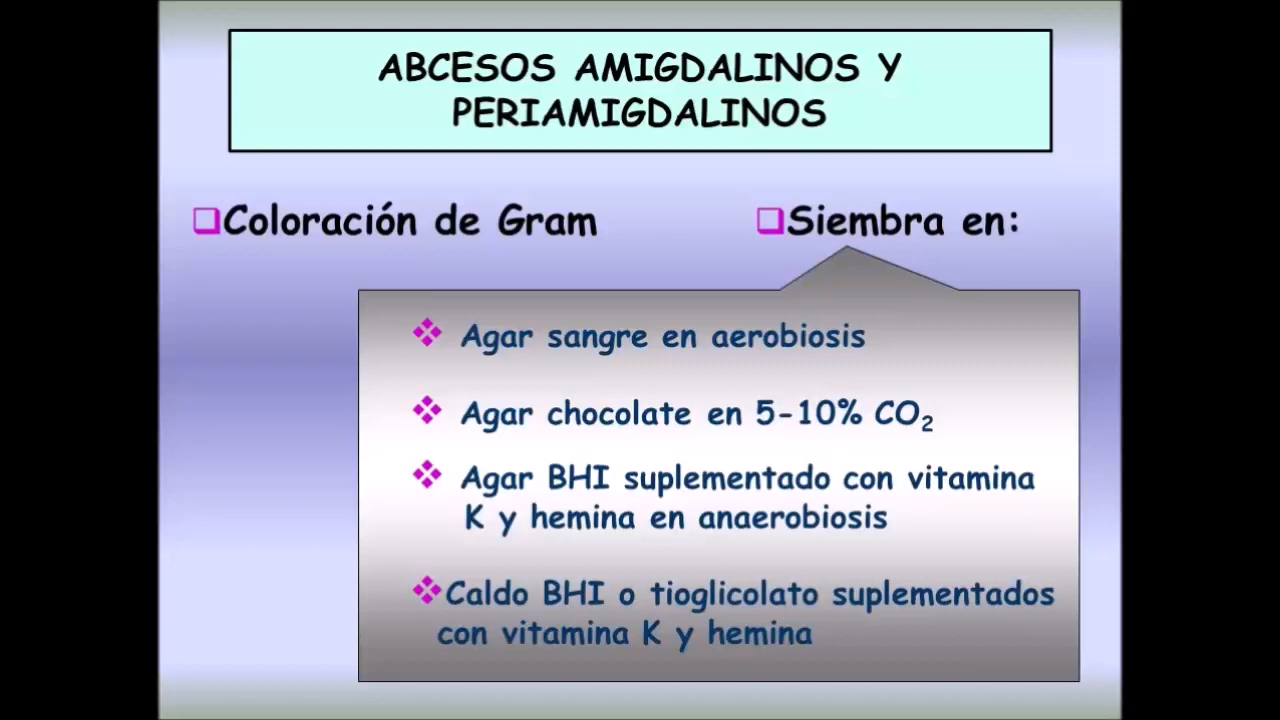 ABCESOS AMIGDALINOS Y
PERIAMIGDALINOS
Coloración de Gram
Siembra en:
Agar sangre en aerobiosis
Agar chocolate en 5-10% CO₂
Agar BHI suplementado con vitamina
K y hemina en anaerobiosis
Caldo BHI o tioglicolato suplementados
con vitamina K y hemina